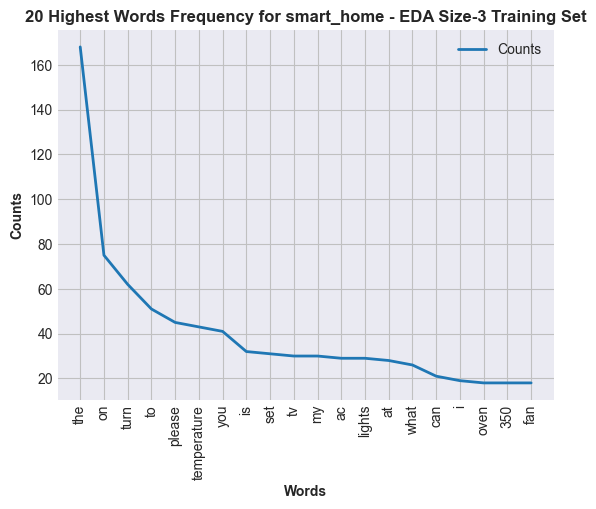 20 Highest Words Frequency for smart_home - EDA Size-3 Training Set
Counts
Counts
160
140
120
100
80
60
40
20
the
on
turn
to
please
temperature
you
is
set
tv
my
ac
lights
at
what
can
i
oven
350
fan
Words